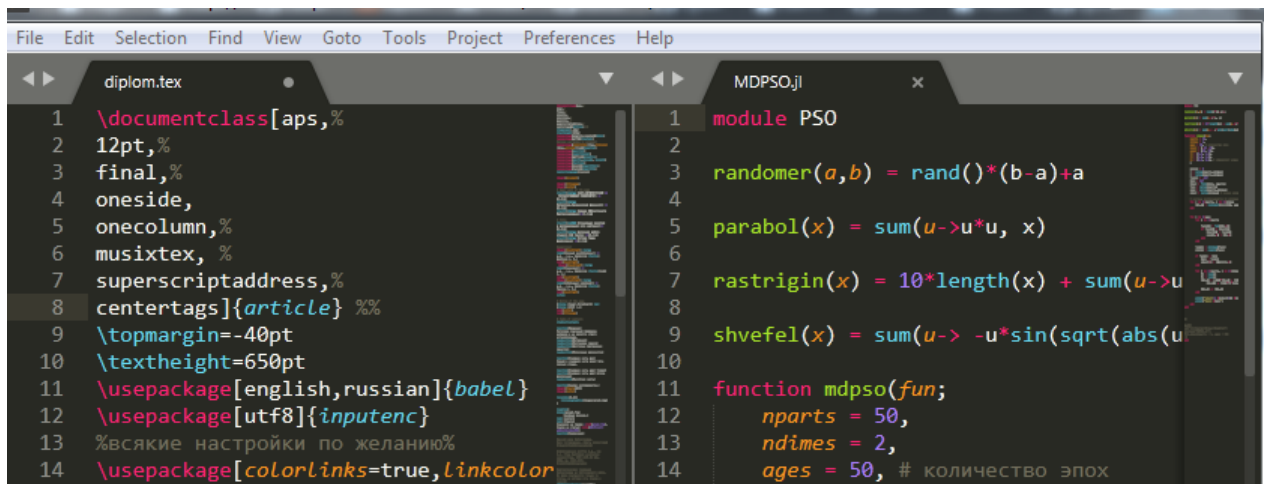 File Edit Selection Find View Goto Tools Project Preferences Help
diplom.tex
1 \documentclass[aps,%
2 12pt,%
3 final,%
4 oneside,
5 onecolumn,%
6 musixtex, %
7 superscriptaddress,%
8 centertags]{article} %%
9 \topmargin=-40pt
10 \textheight=650pt
11 \usepackage[english,russian]{babel}
12 \usepackage[utf8]{inputenc}
13 %всякие настройки по желанию%
14 \usepackage[colorlinks=true,linkcolor
MDPSO.jl
1 module PSO
2
3 randomer(a,b) = rand()*(b-a)+a
4
5 parabol(x) = sum(u->u*u, x)
6
7 rastrigin(x) = 10*length(x) + sum(u->u
8
9 shvefel(x) = sum(u-> -u*sin(sqrt(abs(u
10
11 function mdpso(fun;
12 nparts = 50,
13 ndimes = 2,
14 ages = 50, # количество эпох